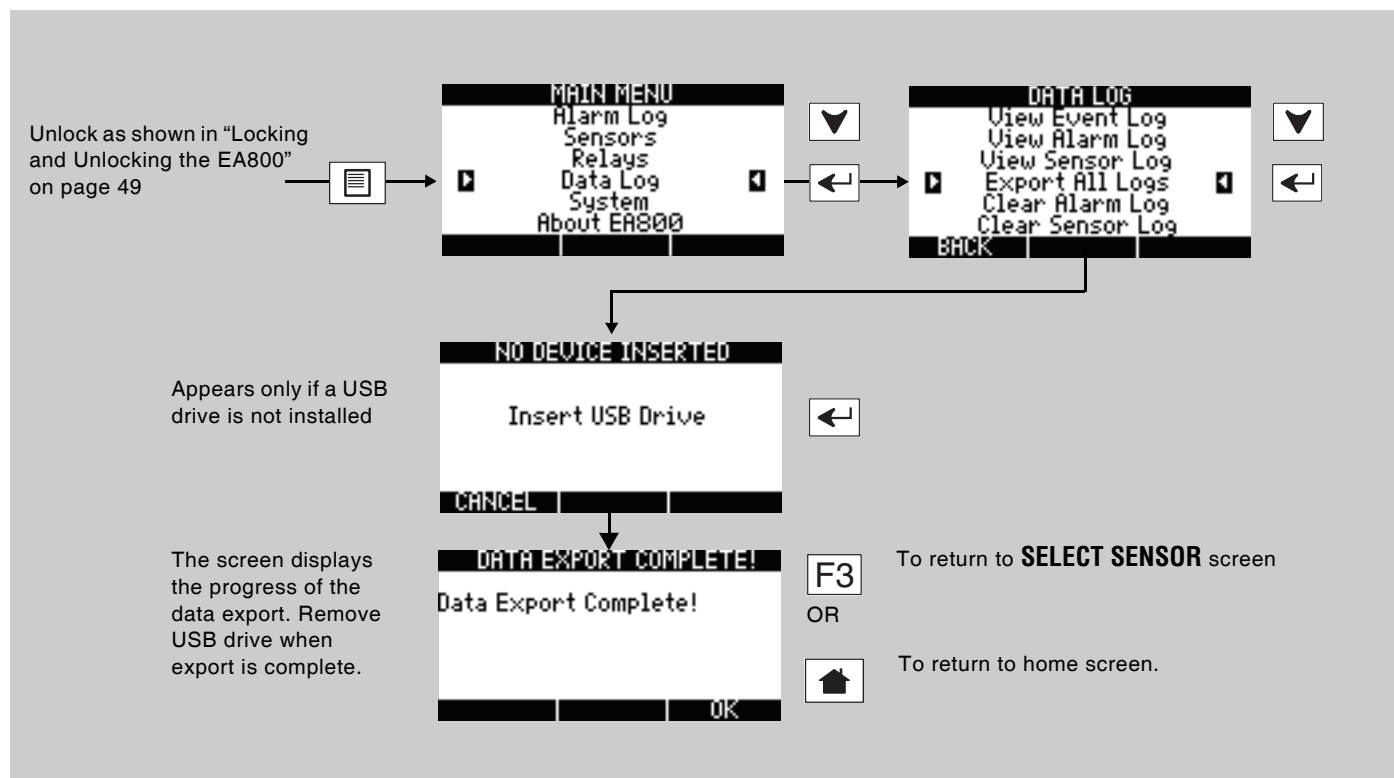 Unlock as shown in “Locking
and Unlocking the EA800”
on page 49
MAIN MENU
Alarm Log
Sensors
Relays
Data Log
System
About EA800
DATA LOG
View Event Log
View Alarm Log
View Sensor Log
Export All Logs
Clear Alarm Log
Clear Sensor Log
BACK
Appears only if a USB
drive is not installed
NO DEVICE INSERTED
Insert USB Drive
CANCEL
The screen displays
the progress of the
data export. Remove
USB drive when
export is complete.
DATA EXPORT COMPLETE!
Data Export Complete!
OK
F3
To return to SELECT SENSOR screen
OR
To return to home screen.